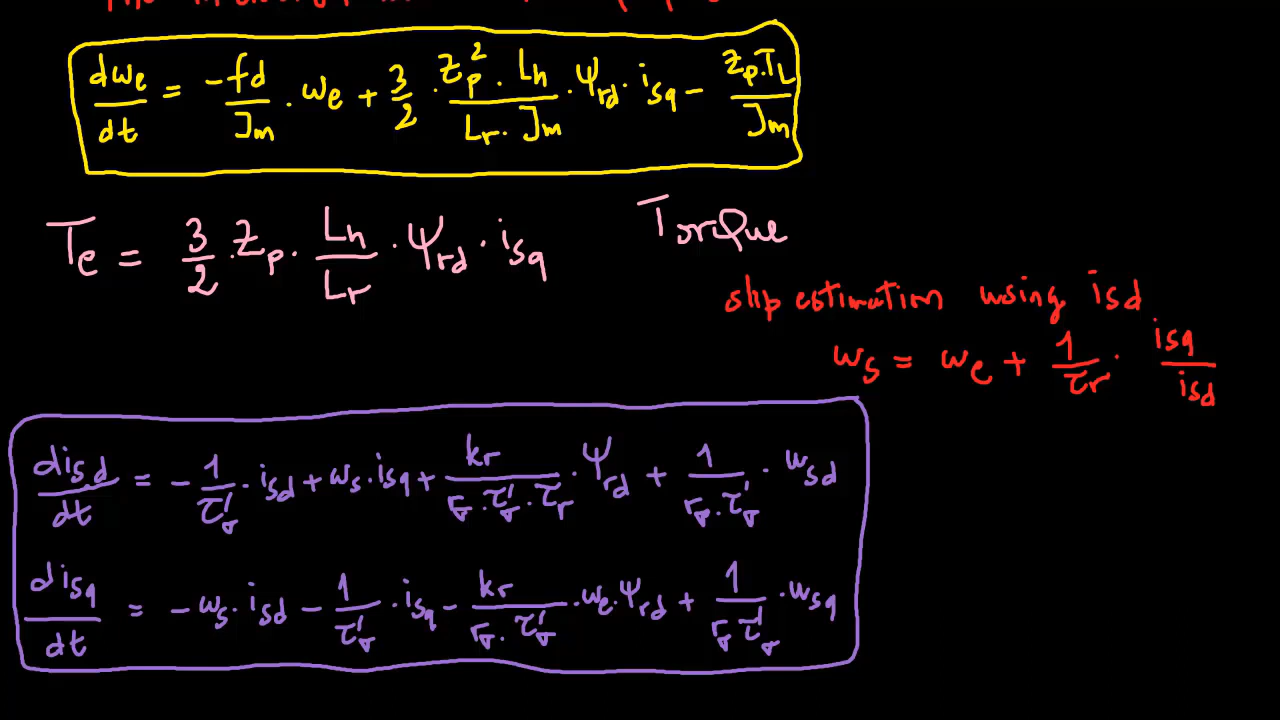 dωe/dt = -fd/Jm · ωe + 3/2 · Zp² · Lh/Lr · Jm · Ψrd · isq - Zp.TL/Jm
Te = 3/2 · Zp · Lh/Lr · Ψrd · isq
Torque
slip estimation using isd
ωs = ωe + 1/τr · isq/isd
disd/dt = - 1/τ'σ · isd + ωs · isq + kr/rσ · τ'σ · τr · Ψrd + 1/rσ · τ'σ · usd
disq/dt = - ωs · isd - 1/τ'σ · isq - kr/rσ · τ'σ · ωe · Ψrd + 1/rσ · τ'σ · usq